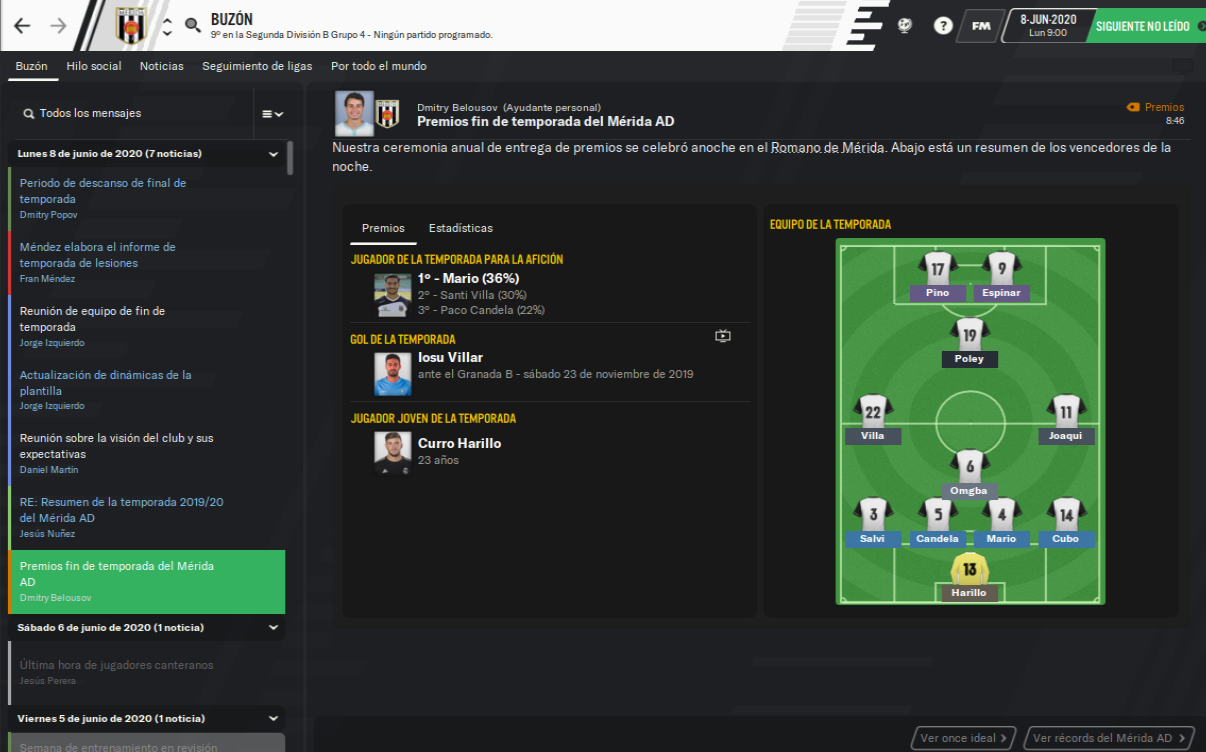 BUZÓN
9º en la Segunda División B Grupo 4 - Ningún partido programado.
?
FM
8-JUN-2020
Lun 9:00
SIGUIENTE NO LEÍDO
Buzón
Hilo social
Noticias
Seguimiento de ligas
Por todo el mundo
Todos los mensajes
Lunes 8 de junio de 2020 (7 noticias)
Periodo de descanso de final de
temporada
Dmitry Popov
Méndez elabora el informe de
temporada de lesiones
Fran Méndez
Reunión de equipo de fin de
temporada
Jorge Izquierdo
Actualización de dinámicas de la
plantilla
Jorge Izquierdo
Reunión sobre la visión del club y sus
expectativas
Daniel Martín
RE: Resumen de la temporada 2019/20
del Mérida AD
Jesús Nuñez
Premios fin de temporada del Mérida
AD
Dmitry Belousov
Sábado 6 de junio de 2020 (1 noticia)
Última hora de jugadores canteranos
Jesús Perera
Viernes 5 de junio de 2020 (1 noticia)
Semana de entrenamiento en revisión
Dmitry Belousov (Ayudante personal)
Premios fin de temporada del Mérida AD
Premios
8:46
Nuestra ceremonia anual de entrega de premios se celebró anoche en el Romano de Mérida. Abajo está un resumen de los vencedores de la
noche.
Premios
Estadísticas
JUGADOR DE LA TEMPORADA PARA LA AFICIÓN
1º - Mario (36%)
2º - Santi Villa (30%)
3º - Paco Candela (22%)
GOL DE LA TEMPORADA
Iosu Villar
ante el Granada B - sábado 23 de noviembre de 2019
JUGADOR JOVEN DE LA TEMPORADA
Curro Harillo
23 años
EQUIPO DE LA TEMPORADA
17
9
Pino
Espinar
19
Poley
22
11
Villa
Joaqui
6
Omgba
3
5
4
14
Salvi
Candela
Mario
Cubo
13
Harillo
Ver once ideal
Ver récords del Mérida AD